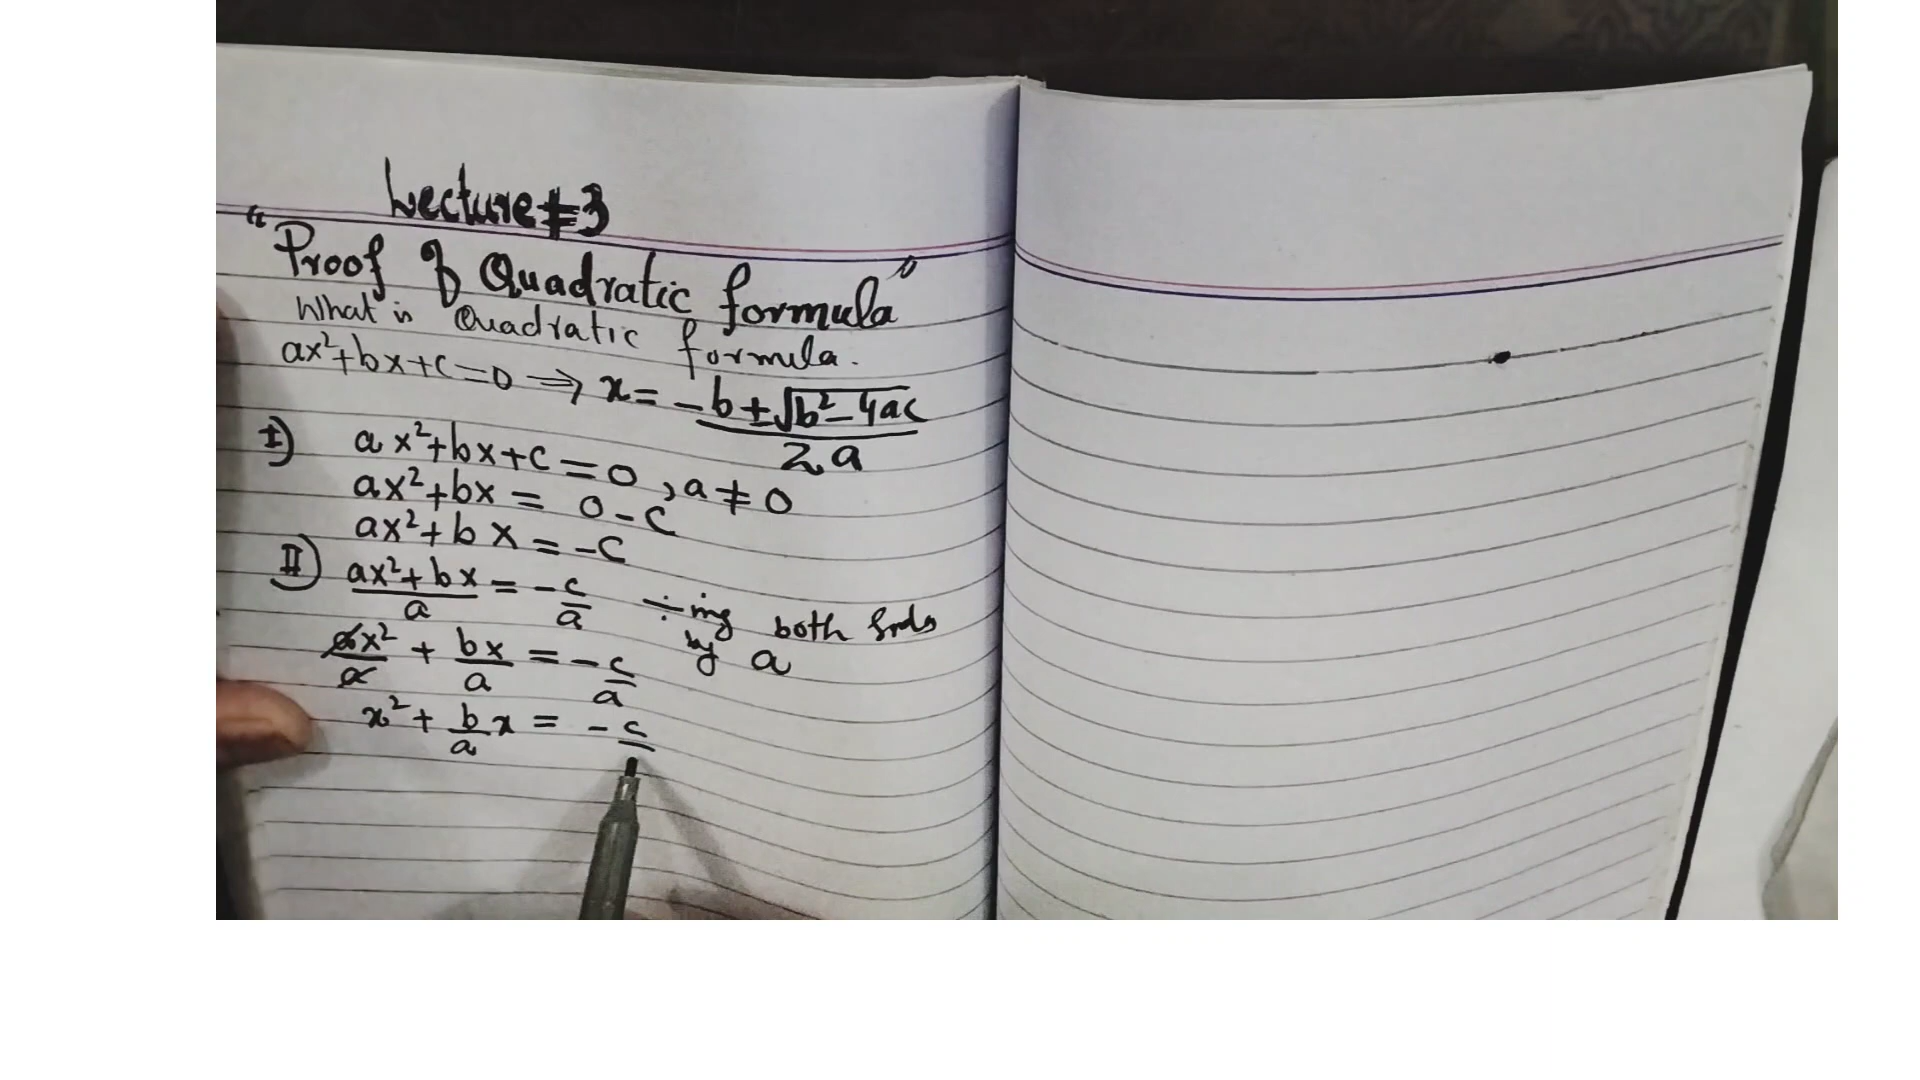 Lecture#3
"Proof of Quadratic formula"
What is Quadratic formula.
ax²+bx+c=0 ⇒ x = -b±√b²-4ac / 2a
I) ax²+bx+c=0, a≠0
ax²+bx = 0-c
ax²+bx = -c
II) ax²+bx / a = -c/a ÷ing both
by a
ax²/a + bx/a = -c/a
x² + b/a x = -c